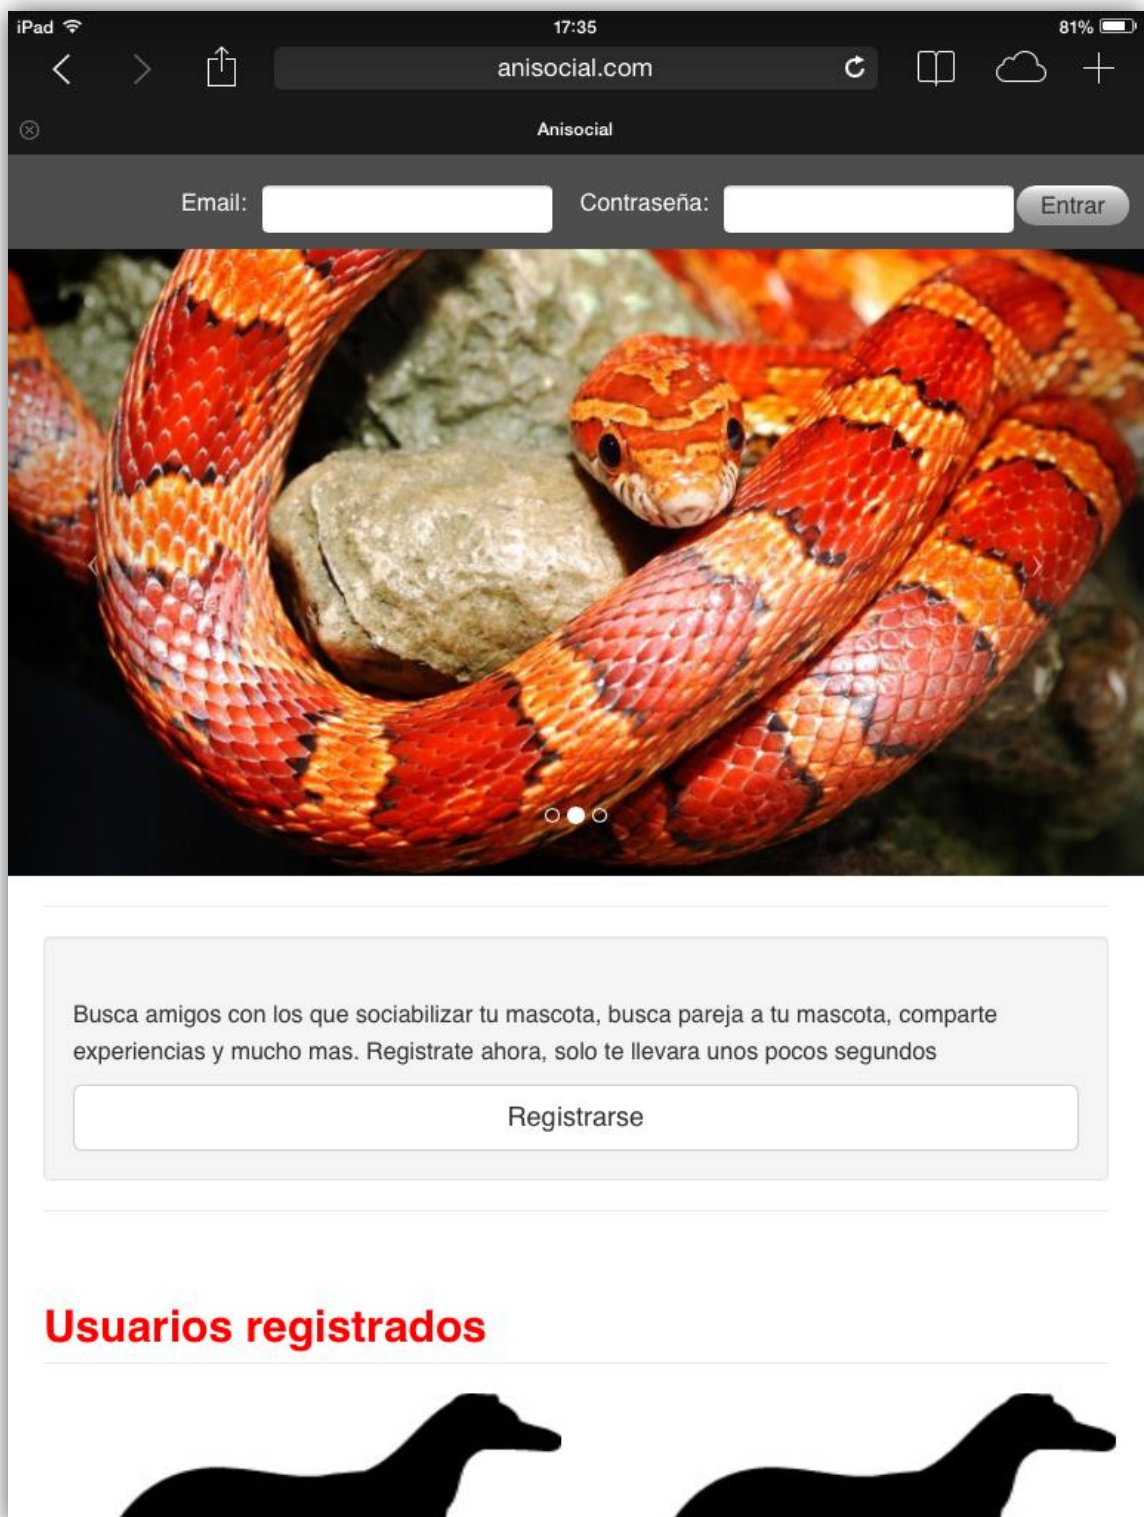 iPad 17:35 81%
anisocial.com
Anisocial
Email: Contraseña: Entrar
Busca amigos con los que sociabilizar tu mascota, busca pareja a tu mascota, comparte
experiencias y mucho mas. Registrate ahora, solo te llevara unos pocos segundos
Registrarse
Usuarios registrados